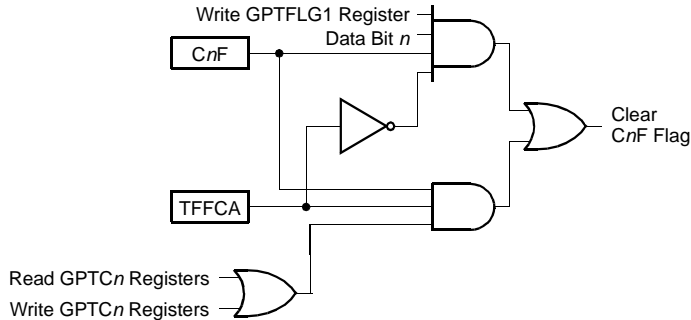 Write GPTFLG1 Register
Data Bit n
CnF
Clear
CnF Flag
TFFCA
Read GPTCn Registers
Write GPTCn Registers